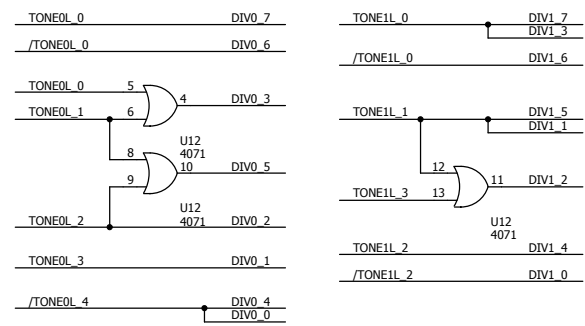 TONE0L_0 DIV0_7
/TONE0L_0 DIV0_6
TONE0L_0 5
4 DIV0_3
TONE0L_1 6
U12
4071
8
10 DIV0_5
9
U12
4071
TONE0L_2 DIV0_2
TONE0L_3 DIV0_1
/TONE0L_4 DIV0_4
DIV0_0
TONE1L_0 DIV1_7
DIV1_3
/TONE1L_0 DIV1_6
TONE1L_1 DIV1_5
DIV1_1
12
11 DIV1_2
TONE1L_3 13
U12
4071
TONE1L_2 DIV1_4
/TONE1L_2 DIV1_0